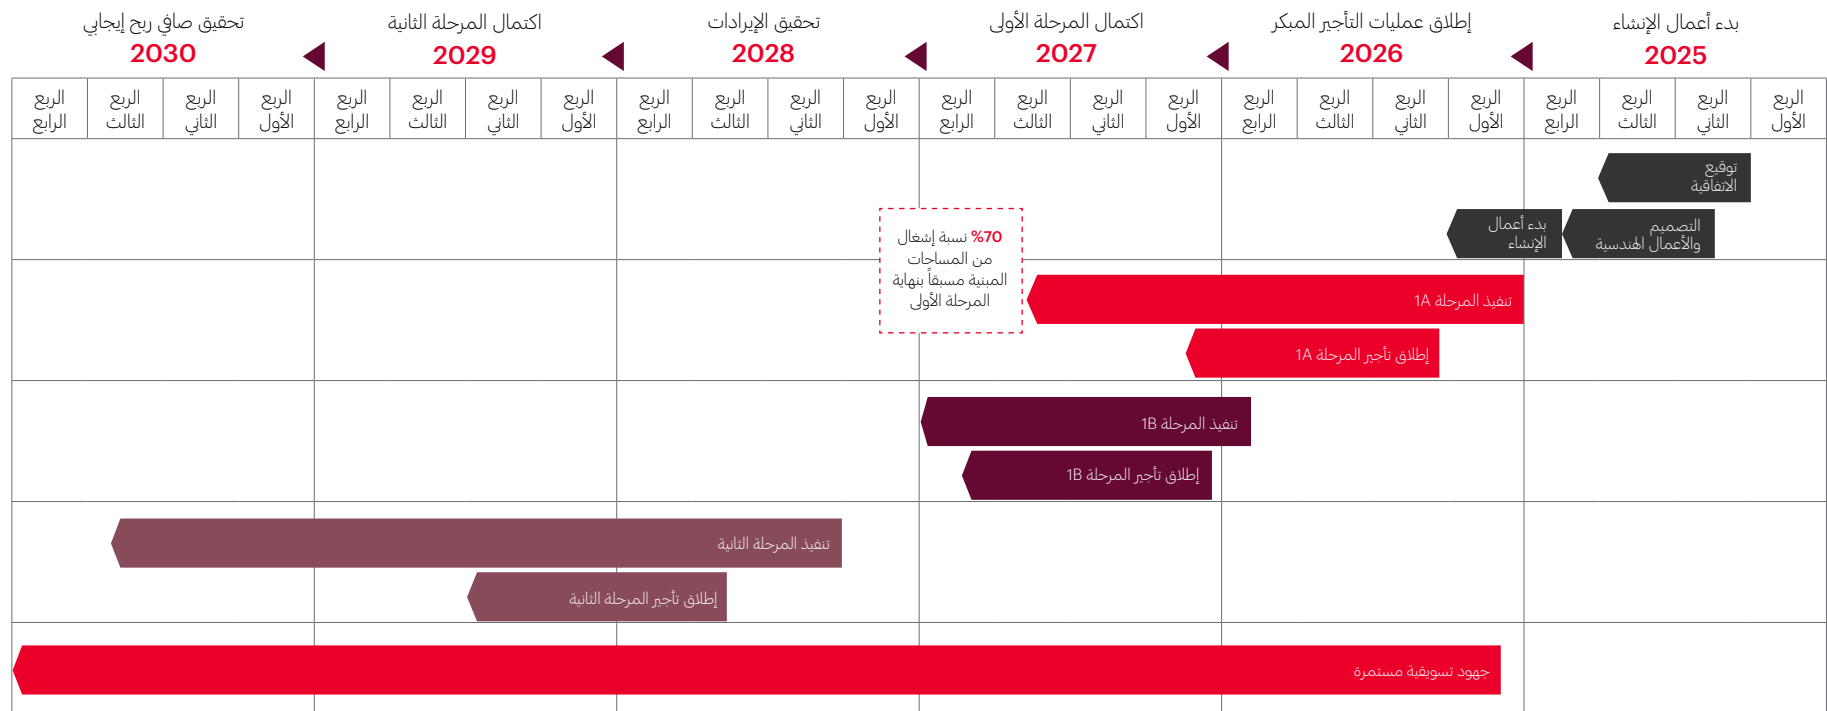 بدء أعمال الإنشاء
2025
إطلاق عمليات التأجير المبكر
2026
اكتمال المرحلة الأولى
2027
تحقيق الإيرادات
2028
اكتمال المرحلة الثانية
2029
تحقيق صافي ربح إيجابي
2030
الربع الأول
الربع الثاني
الربع الثالث
الربع الرابع
الربع الأول
الربع الثاني
الربع الثالث
الربع الرابع
الربع الأول
الربع الثاني
الربع الثالث
الربع الرابع
الربع الأول
الربع الثاني
الربع الثالث
الربع الرابع
الربع الأول
الربع الثاني
الربع الثالث
الربع الرابع
الربع الأول
الربع الثاني
الربع الثالث
الربع الرابع
توقيع
الاتفاقية
التصميم
والأعمال الهندسية
بدء أعمال
الإنشاء
%70 نسبة إشغال
من المساحات
المبنية مسبقاً بنهاية
المرحلة الأولى
تنفيذ المرحلة 1A
إطلاق تأجير المرحلة 1A
تنفيذ المرحلة 1B
إطلاق تأجير المرحلة 1B
تنفيذ المرحلة الثانية
إطلاق تأجير المرحلة الثانية
جهود تسويقية مستمرة